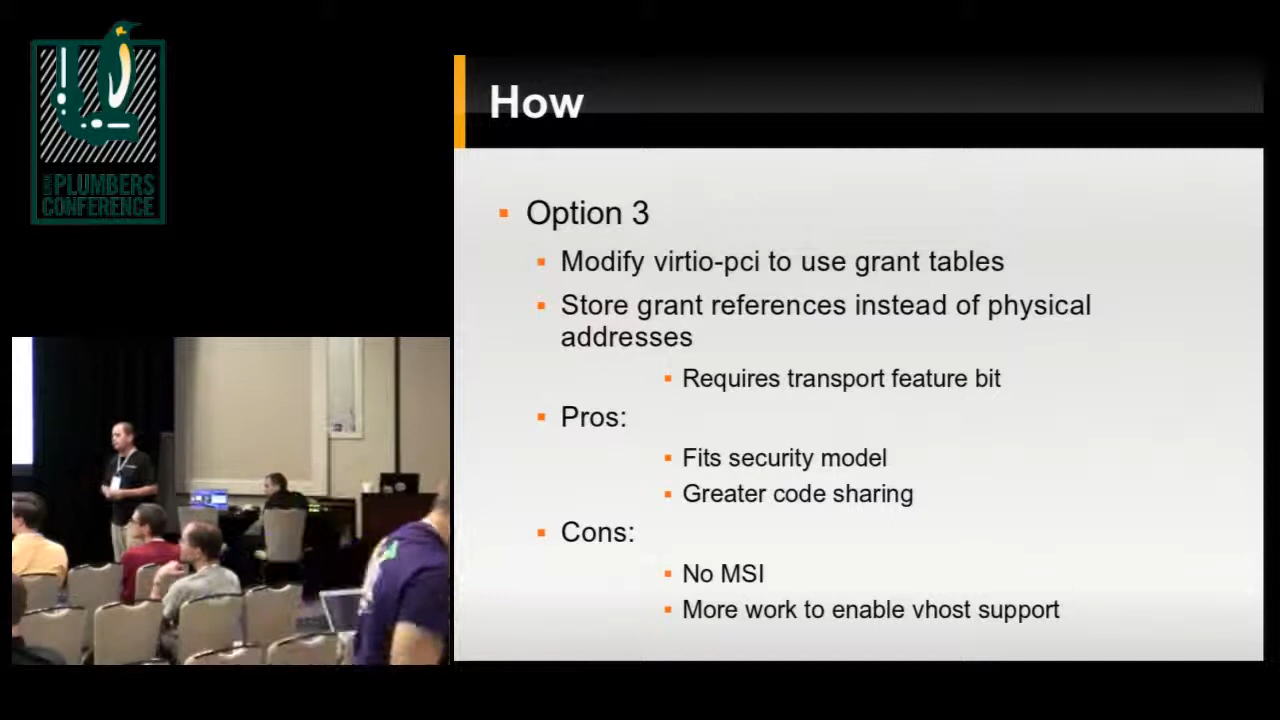 LINUX
PLUMBERS
CONFERENCE
How
Option 3
Modify virtio-pci to use grant tables
Store grant references instead of physical
addresses
Requires transport feature bit
Pros:
Fits security model
Greater code sharing
Cons:
No MSI
More work to enable vhost support